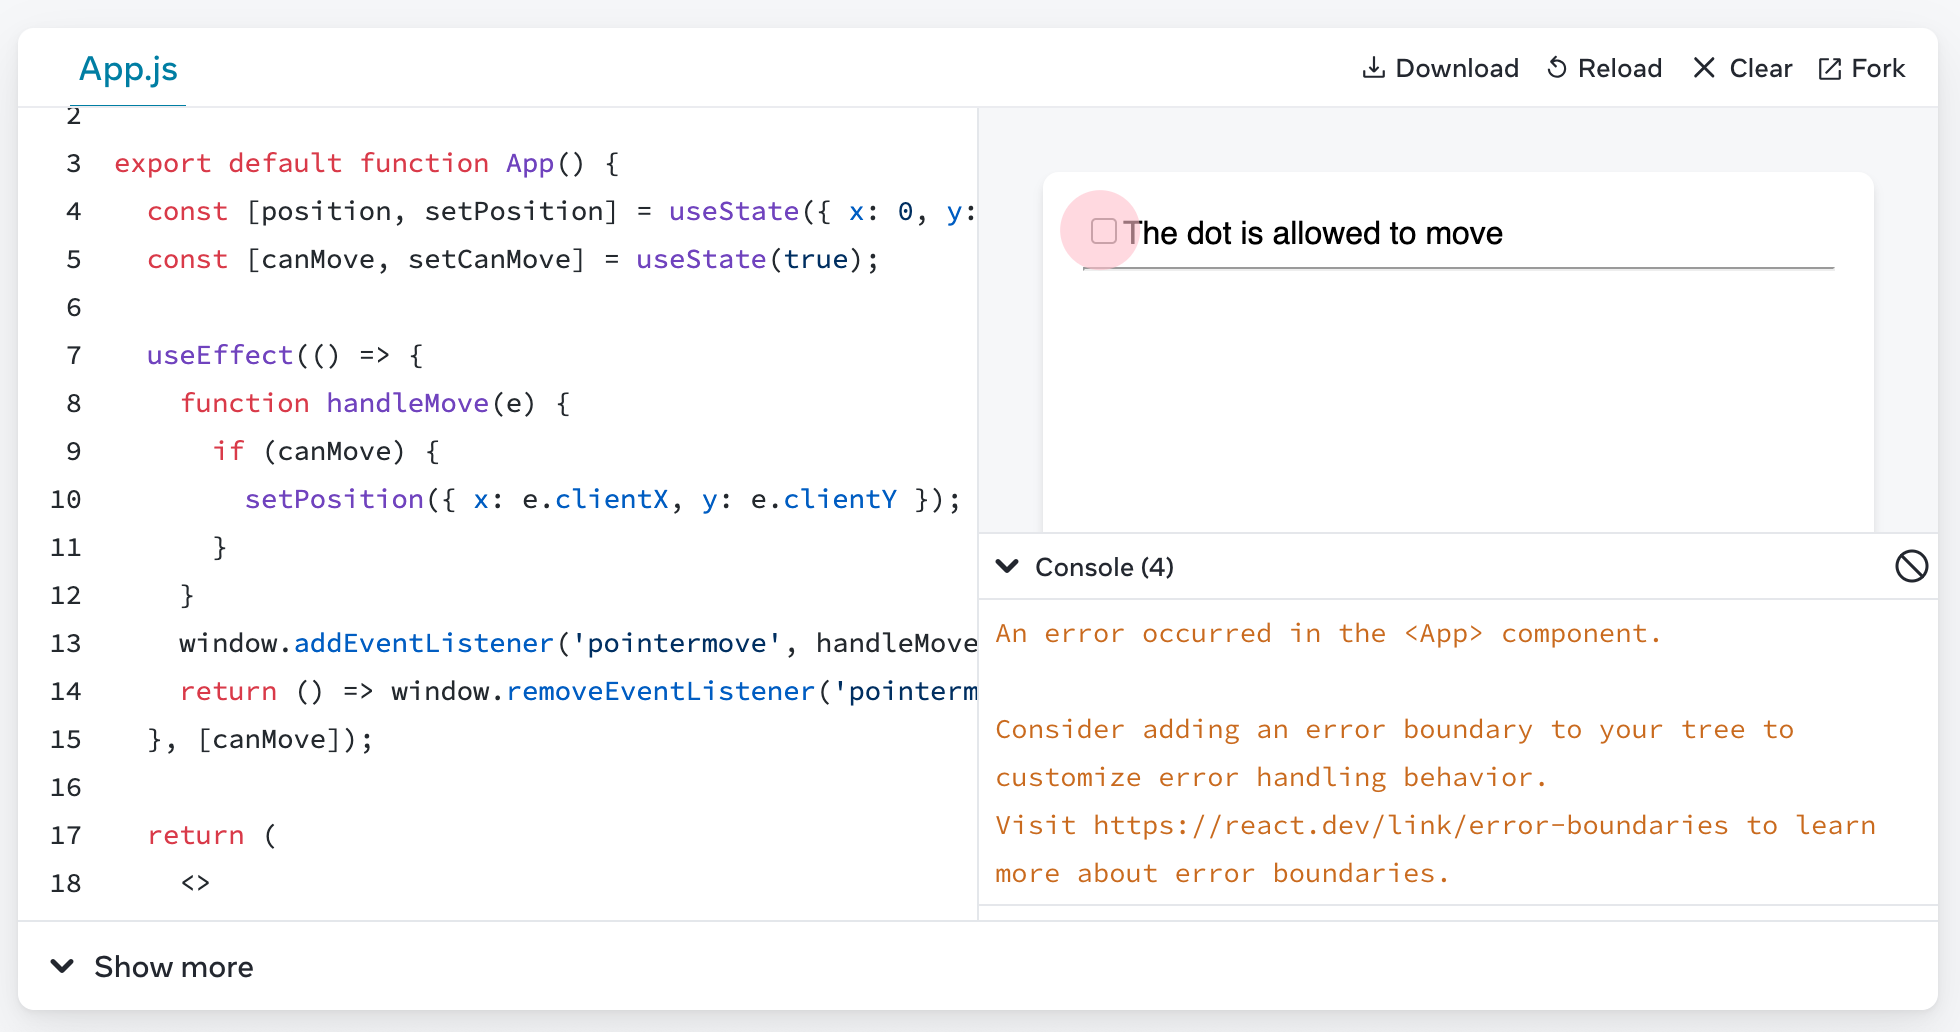 App.js
Download Reload Clear Fork
2
3 export default function App() {
4 const [position, setPosition] = useState({ x: 0, y:
5 const [canMove, setCanMove] = useState(true);
6
7 useEffect(() => {
8 function handleMove(e) {
9 if (canMove) {
10 setPosition({ x: e.clientX, y: e.clientY });
11 }
12 }
13 window.addEventListener('pointermove', handleMove
14 return () => window.removeEventListener('pointerm
15 }, [canMove]);
16
17 return (
18 <>
The dot is allowed to move
Console (4)
An error occurred in the <App> component.
Consider adding an error boundary to your tree to
customize error handling behavior.
Visit https://react.dev/link/error-boundaries to learn
more about error boundaries.
Show more